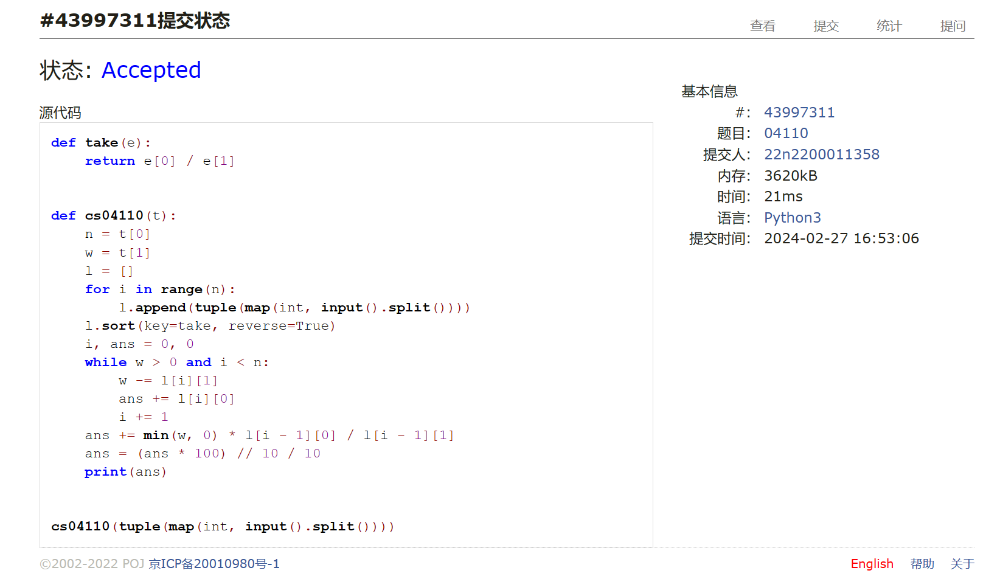 #43997311提交状态
查看 提交 统计 提问
状态: Accepted
源代码
def take(e):
    return e[0] / e[1]
def cs04110(t):
    n = t[0]
    w = t[1]
    l = []
    for i in range(n):
        l.append(tuple(map(int, input().split())))
    l.sort(key=take, reverse=True)
    i, ans = 0, 0
    while w > 0 and i < n:
        w -= l[i][1]
        ans += l[i][0]
        i += 1
    ans += min(w, 0) * l[i - 1][0] / l[i - 1][1]
    ans = (ans * 100) // 10 / 10
    print(ans)
cs04110(tuple(map(int, input().split())))
基本信息
#: 43997311
题目: 04110
提交人: 22n2200011358
内存: 3620kB
时间: 21ms
语言: Python3
提交时间: 2024-02-27 16:53:06
©2002-2022 POJ 京ICP备20010980号-1
English 帮助 关于